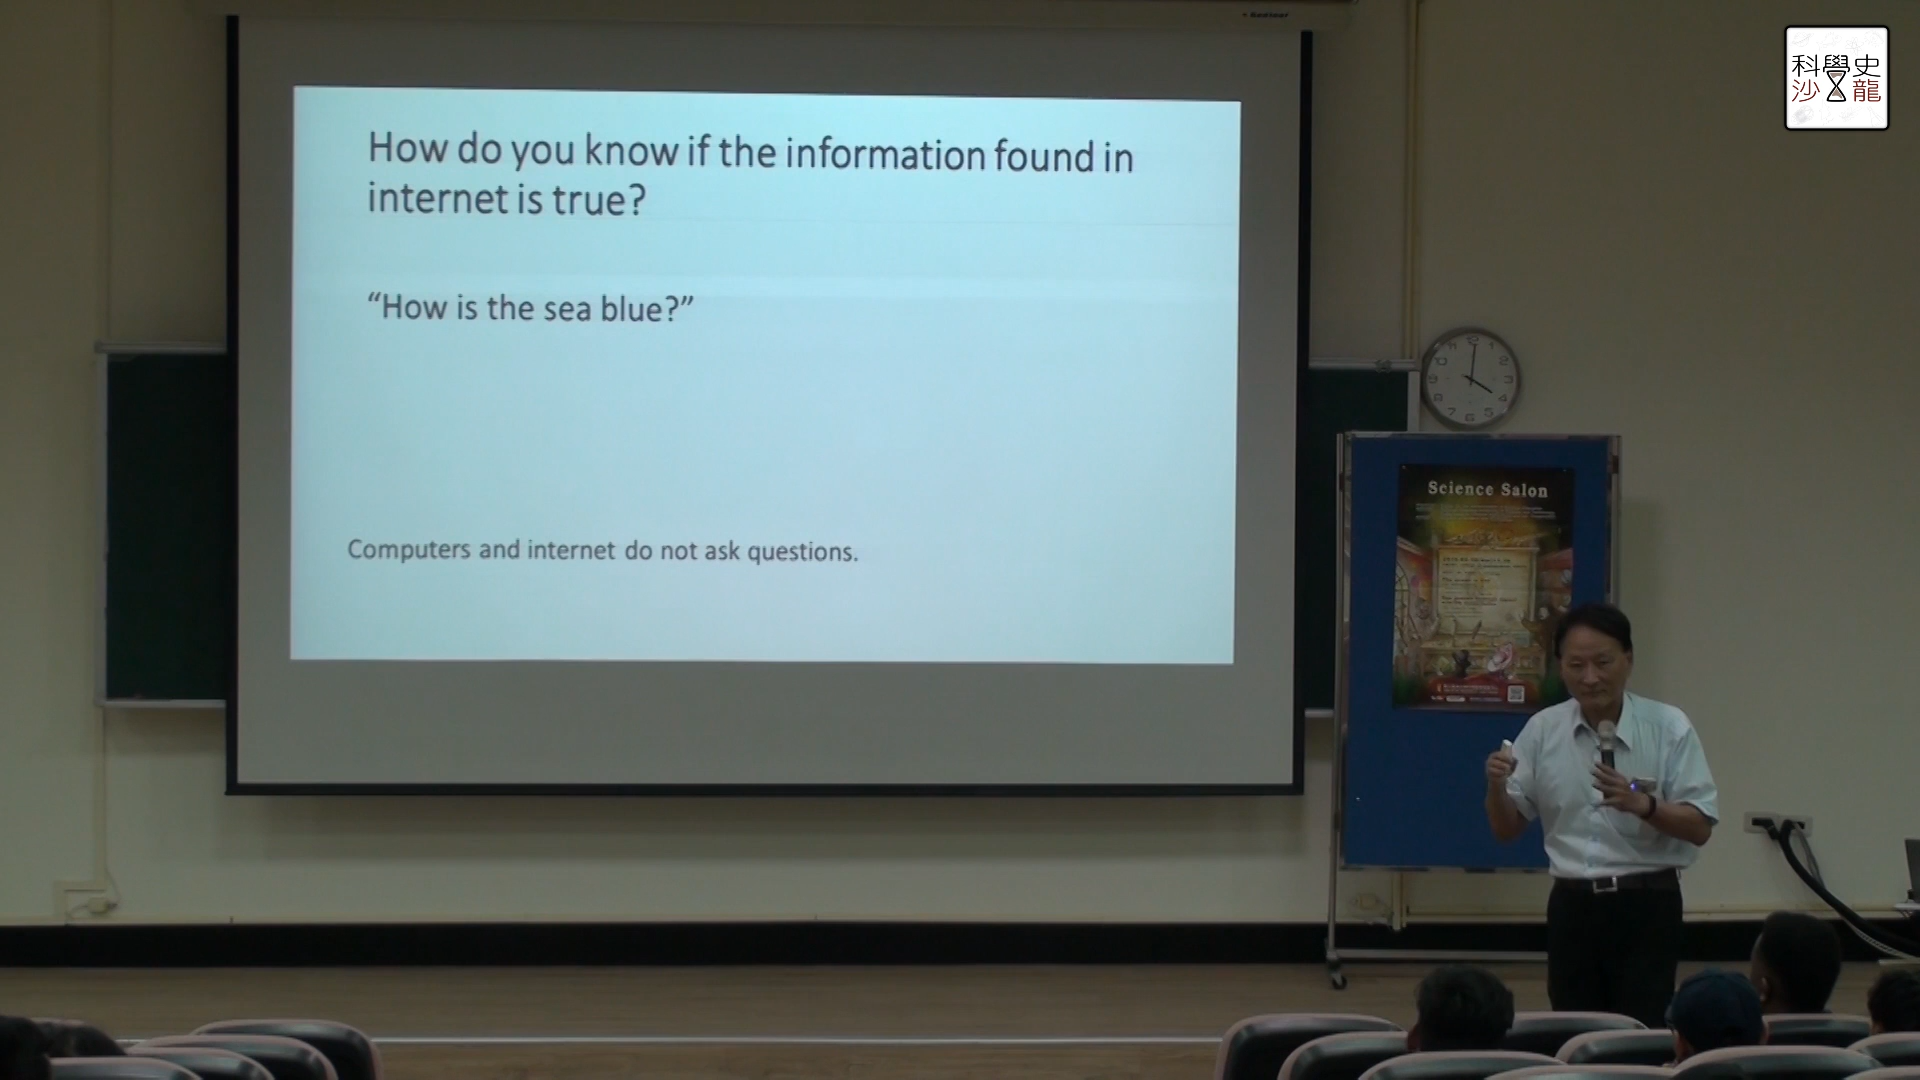 How do you know if the information found in
internet is true?
“How is the sea blue?”
Computers and internet do not ask questions.
科學史
沙龍
Science Salon